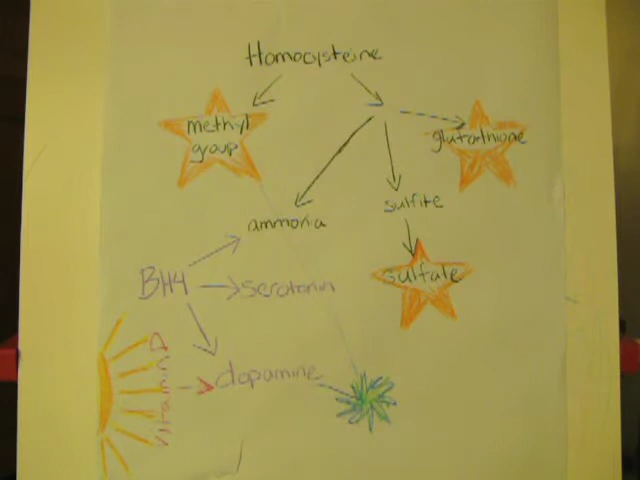 Homocysteine
methyl
group
glutathione
sulfite
ammonia
sulfate
BH4
serotonin
vitamin D
dopamine